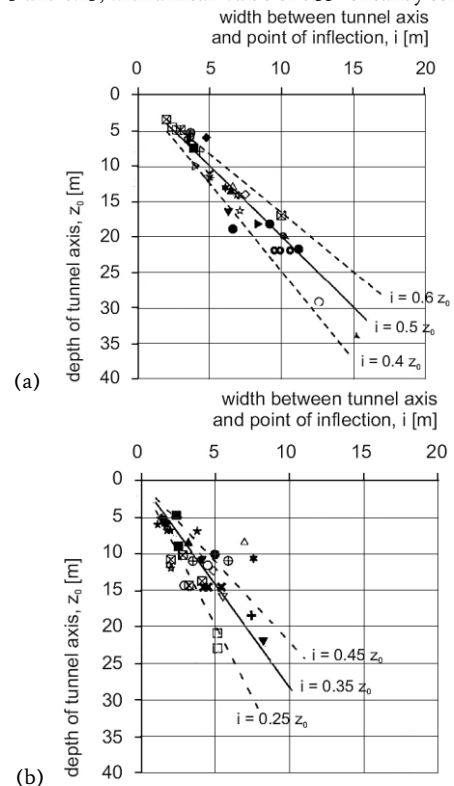 width between tunnel axis
and point of inflection, i [m]
0 5 10 15 20
depth of tunnel axis, z₀ [m]
0
5
10
15
20
25
30
35
40
i = 0.6 z₀
i = 0.5 z₀
i = 0.4 z₀
(a)
width between tunnel axis
and point of inflection, i [m]
0 5 10 15 20
depth of tunnel axis, z₀ [m]
0
5
10
15
20
25
30
35
40
i = 0.45 z₀
i = 0.35 z₀
i = 0.25 z₀
(b)